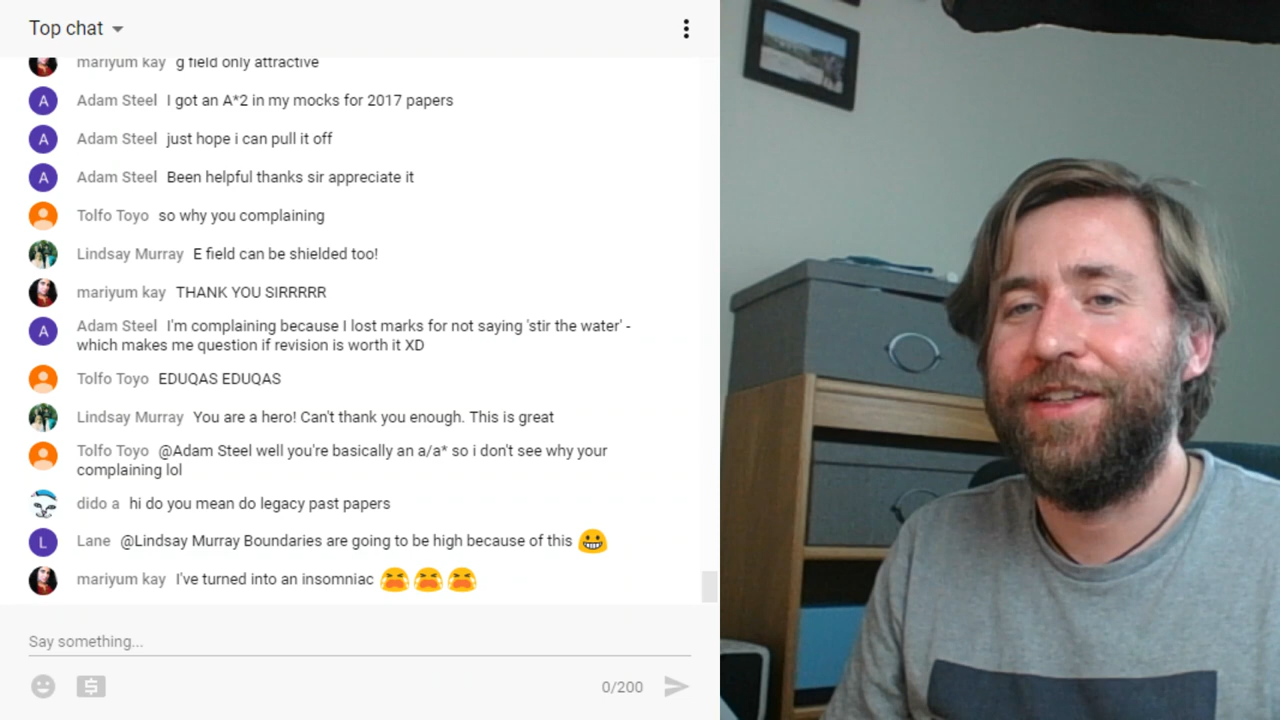 Top chat
mariyum kay g field only attractive
Adam Steel I got an A*2 in my mocks for 2017 papers
Adam Steel just hope i can pull it off
Adam Steel Been helpful thanks sir appreciate it
Tolfo Toyo so why you complaining
Lindsay Murray E field can be shielded too!
mariyum kay THANK YOU SIRRRRR
Adam Steel I'm complaining because I lost marks for not saying 'stir the water' -
which makes me question if revision is worth it XD
Tolfo Toyo EDUQAS EDUQAS
Lindsay Murray You are a hero! Can't thank you enough. This is great
Tolfo Toyo @Adam Steel well you're basically an a/a* so i don't see why your
complaining lol
dido a hi do you mean do legacy past papers
Lane @Lindsay Murray Boundaries are going to be high because of this 😀
mariyum kay I've turned into an insomniac 😫 😫 😫
Say something...
0/200